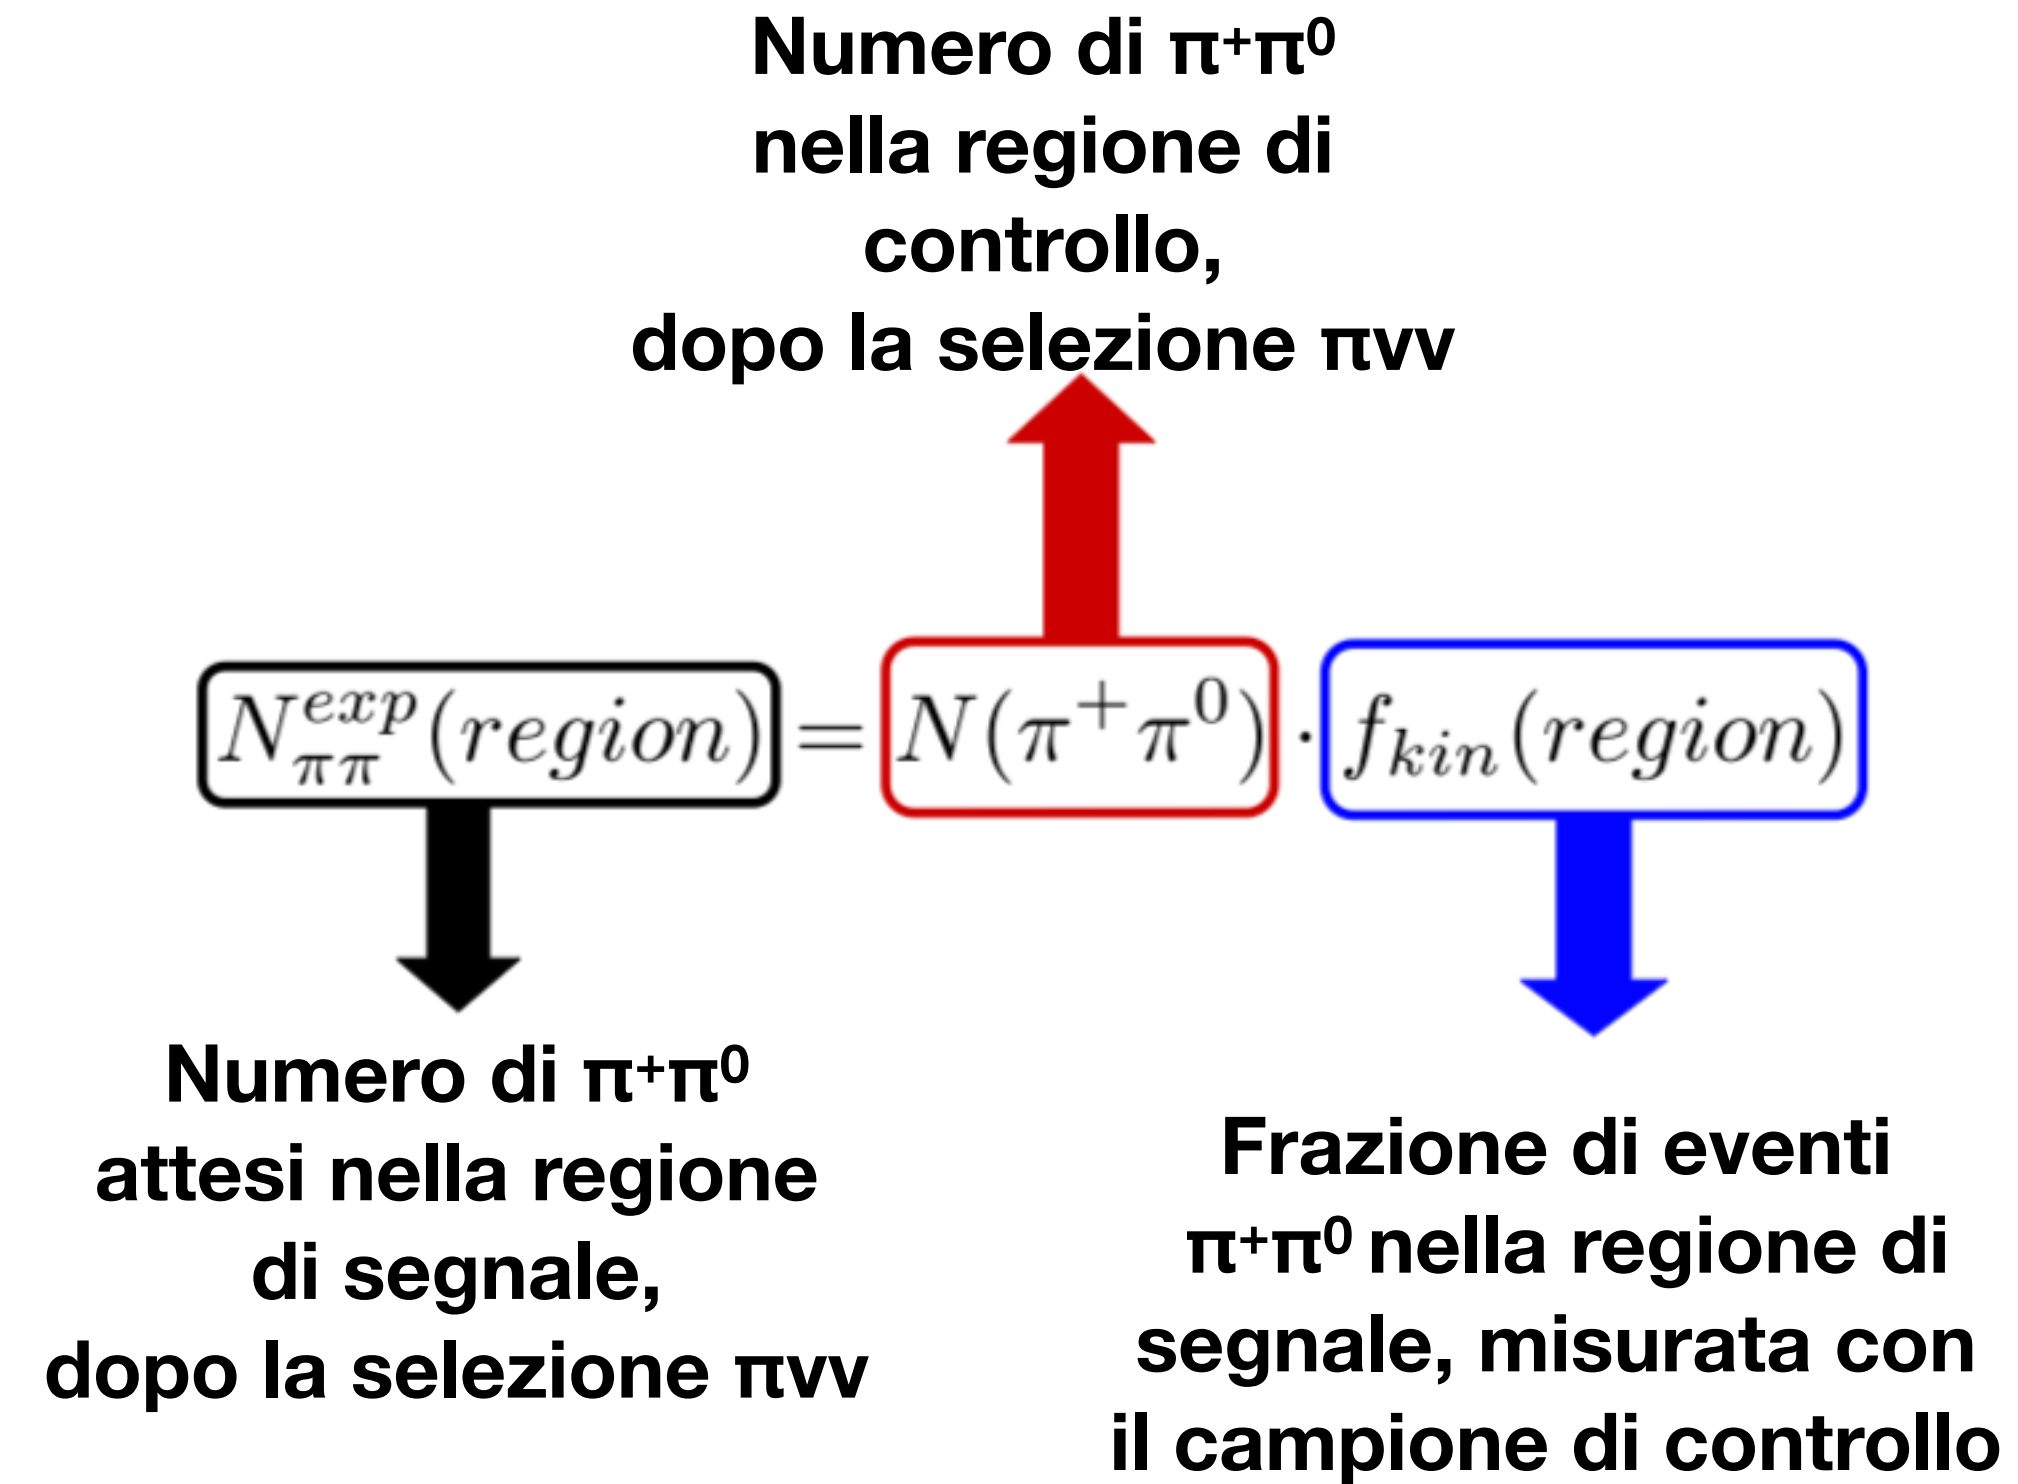 Numero di π⁺π⁰
nella regione di
controllo,
dopo la selezione πνν
N_{ππ}^{exp}(region) = N(π⁺π⁰) · f_{kin}(region)
Numero di π⁺π⁰
attesi nella regione
di segnale,
dopo la selezione πνν
Frazione di eventi
π⁺π⁰ nella regione di
segnale, misurata con
il campione di controllo